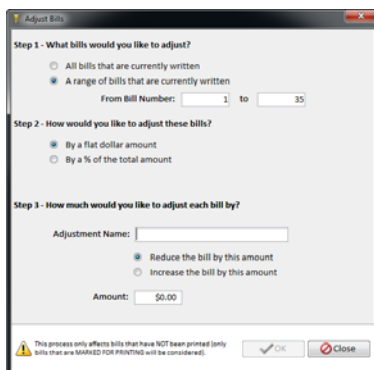 Adjust Bills
Step 1 - What bills would you like to adjust?
All bills that are currently written
A range of bills that are currently written
From Bill Number: 1 to 35
Step 2 - How would you like to adjust these bills?
By a flat dollar amount
By a % of the total amount
Step 3 - How much would you like to adjust each bill by?
Adjustment Name:
Reduce the bill by this amount
Increase the bill by this amount
Amount: $0.00
This process only affects bills that have NOT been printed (only
bills that are MARKED FOR PRINTING will be considered).
OK
Close